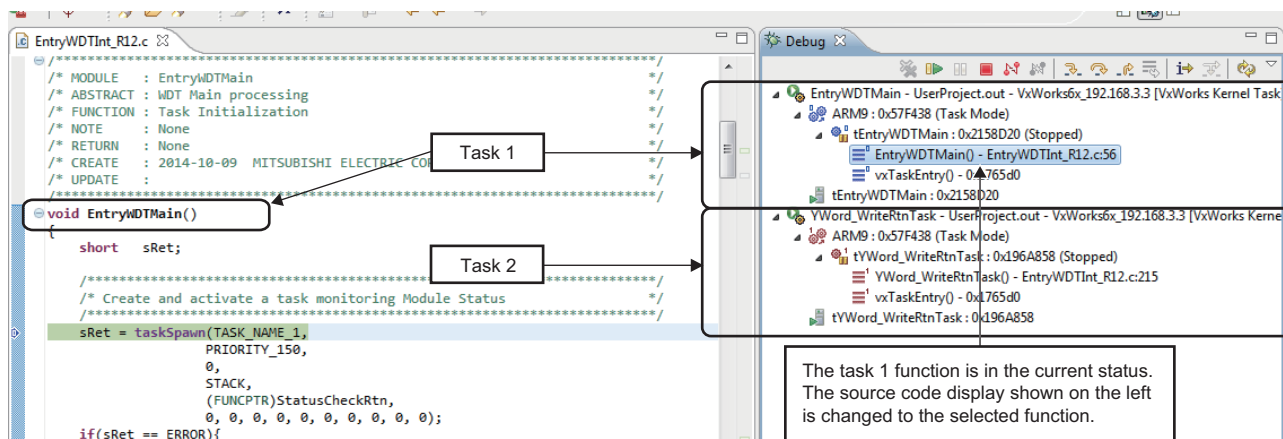 EntryWDTInt_R12.c
/****************************************************************************/
/* MODULE : EntryWDTMain */
/* ABSTRACT : WDT Main processing */
/* FUNCTION : Task Initialization */
/* NOTE : None */
/* RETURN : None */
/* CREATE : 2014-10-09 MITSUBISHI ELECTRIC */
/* UPDATE : */
/****************************************************************************/
void EntryWDTMain()
{
short sRet;
/************************************************************************/
/* Create and activate a task monitoring Module Status */
/************************************************************************/
sRet = taskSpawn(TASK_NAME_1,
PRIORITY_150,
0,
STACK,
(FUNCPTR)StatusCheckRtn,
0, 0, 0, 0, 0, 0, 0, 0, 0, 0);
if(sRet == ERROR){
Task 1
Task 2
Debug
EntryWDTMain - UserProject.out - VxWorks6x_192.168.3.3 [VxWorks Kernel Task
ARM9 : 0x57F438 (Task Mode)
tEntryWDTMain : 0x2158D20 (Stopped)
EntryWDTMain() - EntryWDTInt_R12.c:56
vxTaskEntry() - 0x1765d0
tEntryWDTMain : 0x2158D20
YWord_WriteRtnTask - UserProject.out - VxWorks6x_192.168.3.3 [VxWorks Kerne
ARM9 : 0x57F438 (Task Mode)
tYWord_WriteRtnTask : 0x196A858 (Stopped)
YWord_WriteRtnTask() - EntryWDTInt_R12.c:215
vxTaskEntry() - 0x1765d0
tYWord_WriteRtnTask : 0x196A858
The task 1 function is in the current status.
The source code display shown on the left
is changed to the selected function.